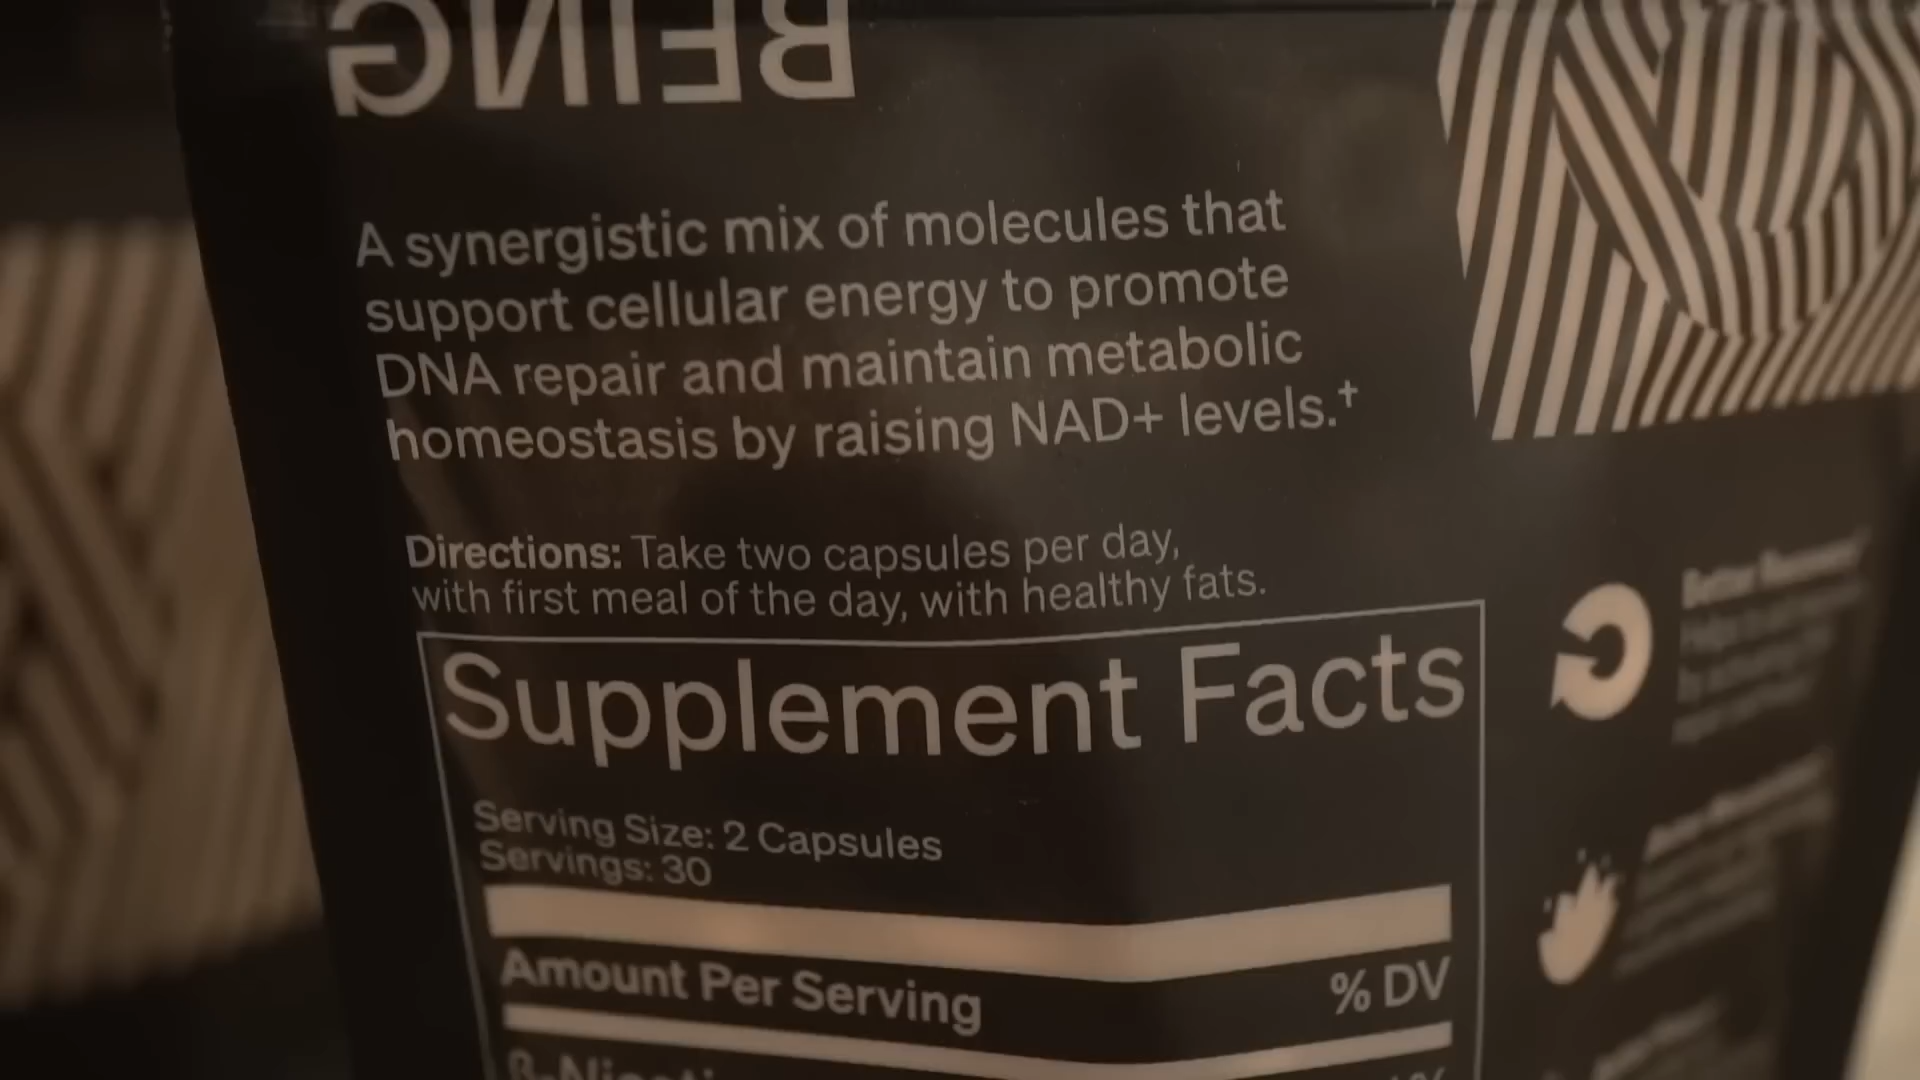 BEING
A synergistic mix of molecules that
support cellular energy to promote
DNA repair and maintain metabolic
homeostasis by raising NAD+ levels.†
Directions: Take two capsules per day,
with first meal of the day, with healthy fats.
Supplement Facts
Serving Size: 2 Capsules
Servings: 30
Amount Per Serving % DV
Better